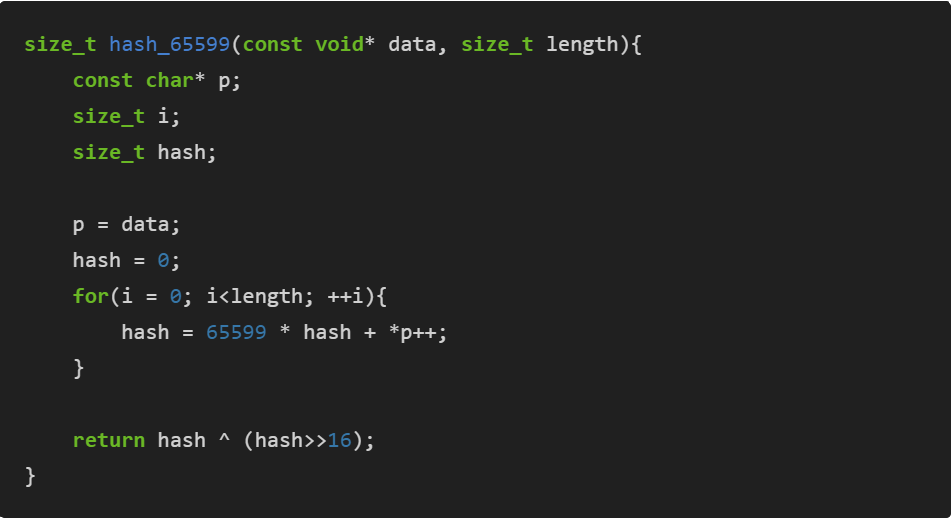 size_t hash_65599(const void* data, size_t length){
    const char* p;
    size_t i;
    size_t hash;

    p = data;
    hash = 0;
    for(i = 0; i<length; ++i){
        hash = 65599 * hash + *p++;
    }

    return hash ^ (hash>>16);
}